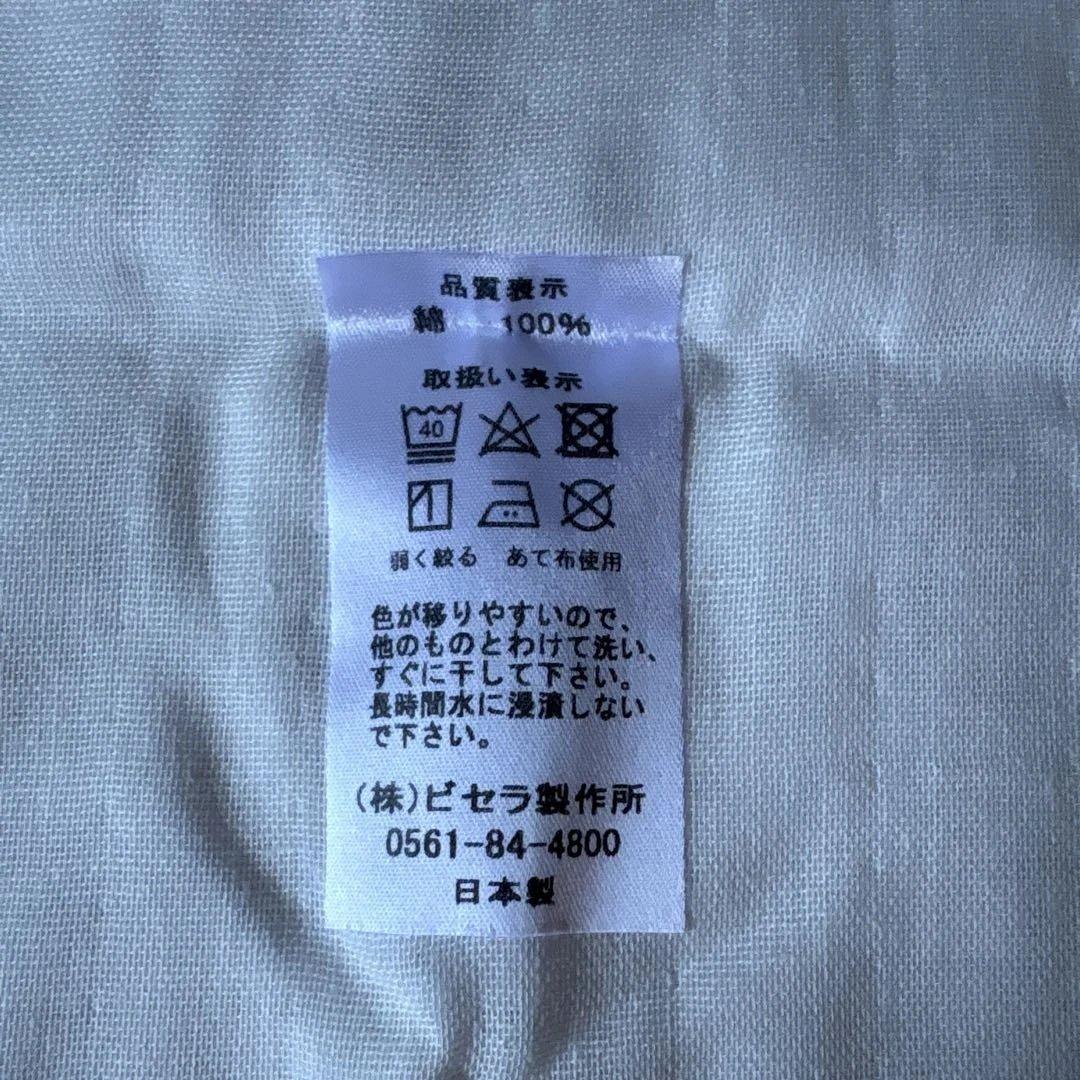 品質表示
綿 100%
取扱い表示
40
弱く絞る あて布使用
色が移りやすいので、
他のものとわけて洗い、
すぐに干して下さい。
長時間水に浸漬しない
で下さい。
(株)ビセラ製作所
0561-84-4800
日本製